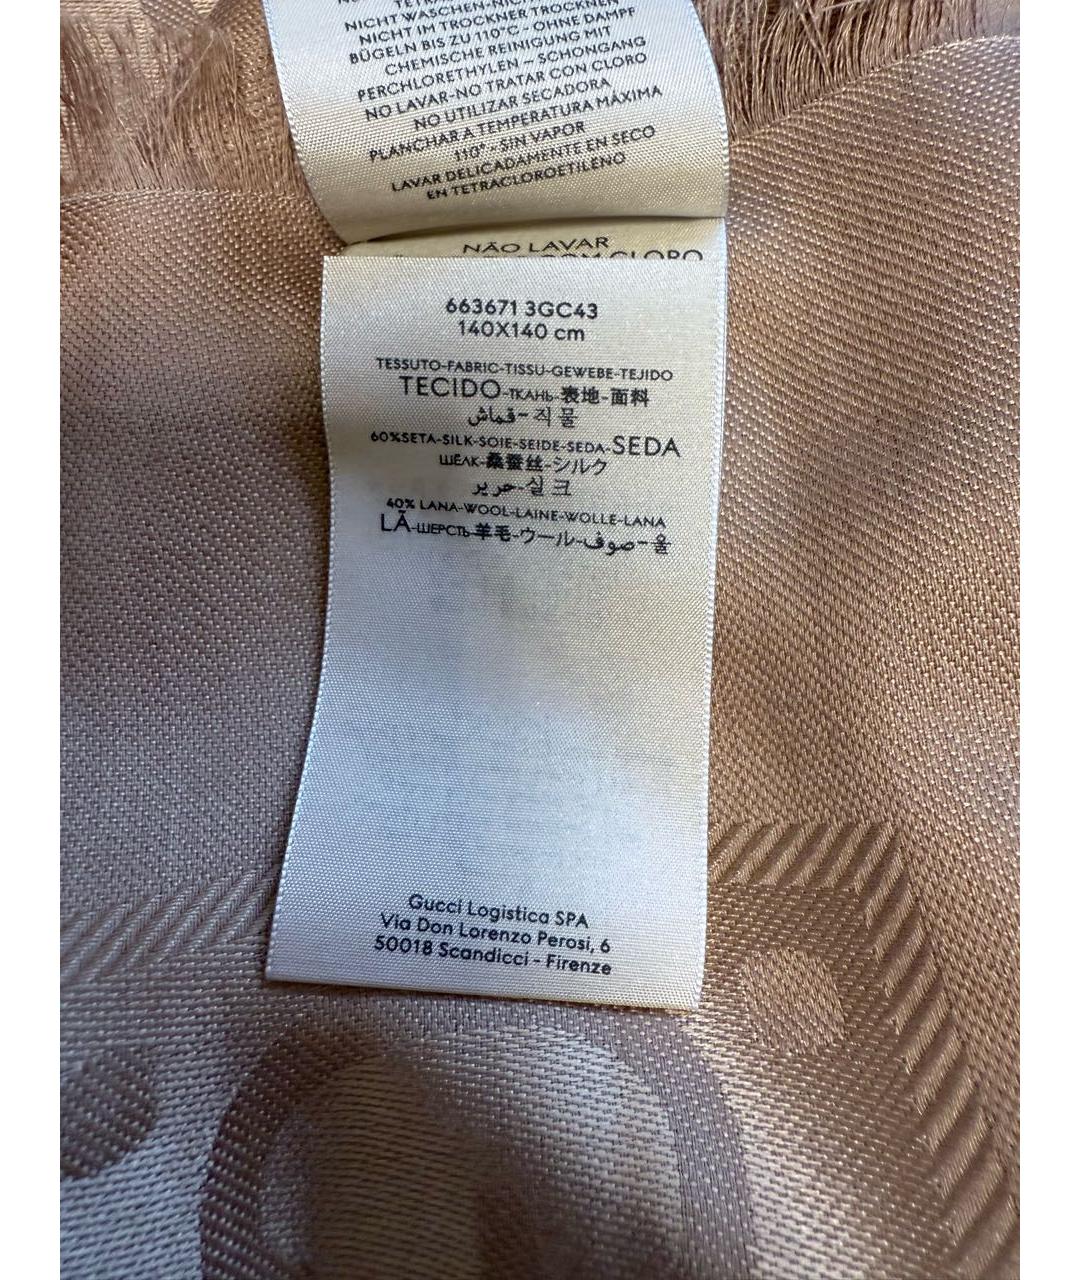 NICHT WASCHEN-NICHT
NICHT IM TROCKNER TROCKNEN
BÜGELN BIS ZU 110°C - OHNE DAMPF
CHEMISCHE REINIGUNG MIT
PERCHLORETHYLEN - SCHONGANG
NO LAVAR-NO TRATAR CON CLORO
NO UTILIZAR SECADORA
PLANCHAR A TEMPERATURA MÁXIMA
110° - SIN VAPOR
LAVAR DELICADAMENTE EN SECO
EN TETRACLOROETILENO
NÃO LAVAR
COM CLORO
663671 3GC43
140X140 cm
TESSUTO-FABRIC-TISSU-GEWEBE-TEJIDO
TECIDO-ТКАНЬ-表地-面料
직물-قماش
60%SETA-SILK-SOIE-SEIDE-SEDA-SEDA
ШЁЛК-桑蚕丝-シルク
실크-حرير
40% LANA-WOOL-LAINE-WOLLE-LANA
LÃ-ШЕРСТЬ-羊毛-ウール-صوف-울
Gucci Logistica SPA
Via Don Lorenzo Perosi, 6
50018 Scandicci - Firenze